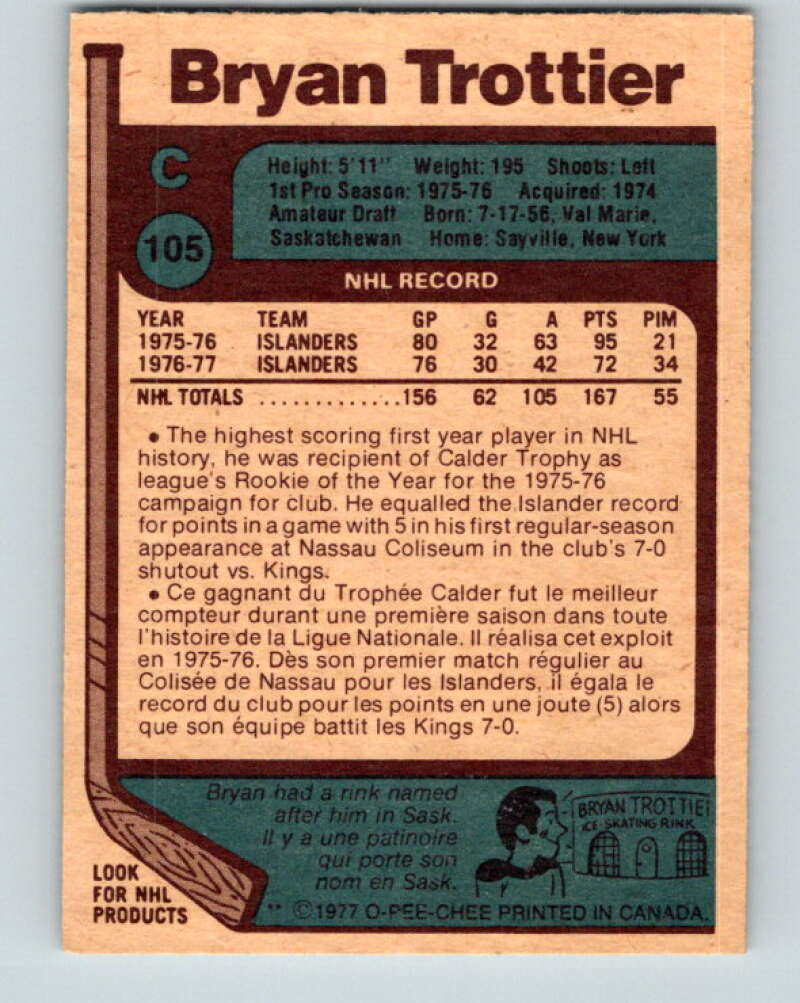 Bryan Trottier
C
Height: 5'11" Weight: 195 Shoots: Left
1st Pro Season: 1975-76 Acquired: 1974
Amateur Draft Born: 7-17-56, Val Marie,
Saskatchewan Home: Sayville, New York
105
NHL RECORD
YEAR TEAM GP G A PTS PIM
1975-76 ISLANDERS 80 32 63 95 21
1976-77 ISLANDERS 76 30 42 72 34
NHL TOTALS .............156 62 105 167 55
● The highest scoring first year player in NHL
history, he was recipient of Calder Trophy as
league's Rookie of the Year for the 1975-76
campaign for club. He equalled the Islander record
for points in a game with 5 in his first regular-season
appearance at Nassau Coliseum in the club's 7-0
shutout vs. Kings.
● Ce gagnant du Trophée Calder fut le meilleur
compteur durant une première saison dans toute
l'histoire de la Ligue Nationale. Il réalisa cet exploit
en 1975-76. Dès son premier match régulier au
Colisée de Nassau pour les Islanders, il égala le
record du club pour les points en une joute (5) alors
que son équipe battit les Kings 7-0.
Bryan had a rink named
after him in Sask.
Il y a une patinoire
qui porte son
nom en Sask.
BRYAN TROTTIER
ICE-SKATING RINK
LOOK
FOR NHL
PRODUCTS
** ©1977 O-PEE-CHEE PRINTED IN CANADA.